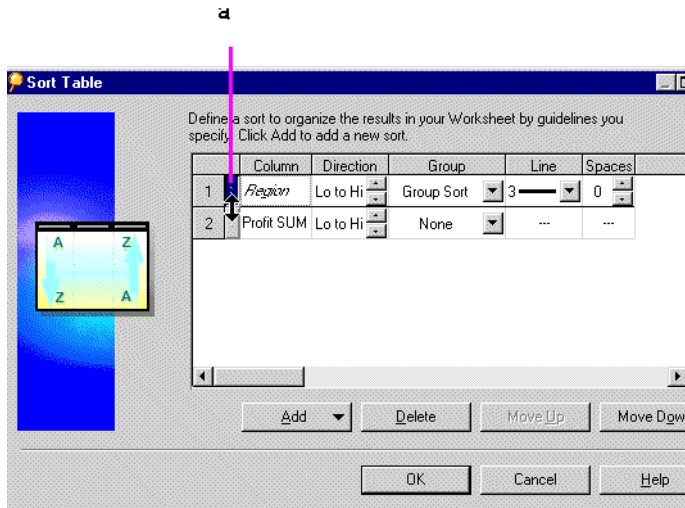 a
Sort Table
Define a sort to organize the results in your Worksheet by guidelines you
specify. Click Add to add a new sort.
Column Direction Group Line Spaces
1 Region Lo to Hi Group Sort 3 0
2 Profit SUM Lo to Hi None --- ---
A Z
Z A
Add Delete Move Up Move Dow
OK Cancel Help